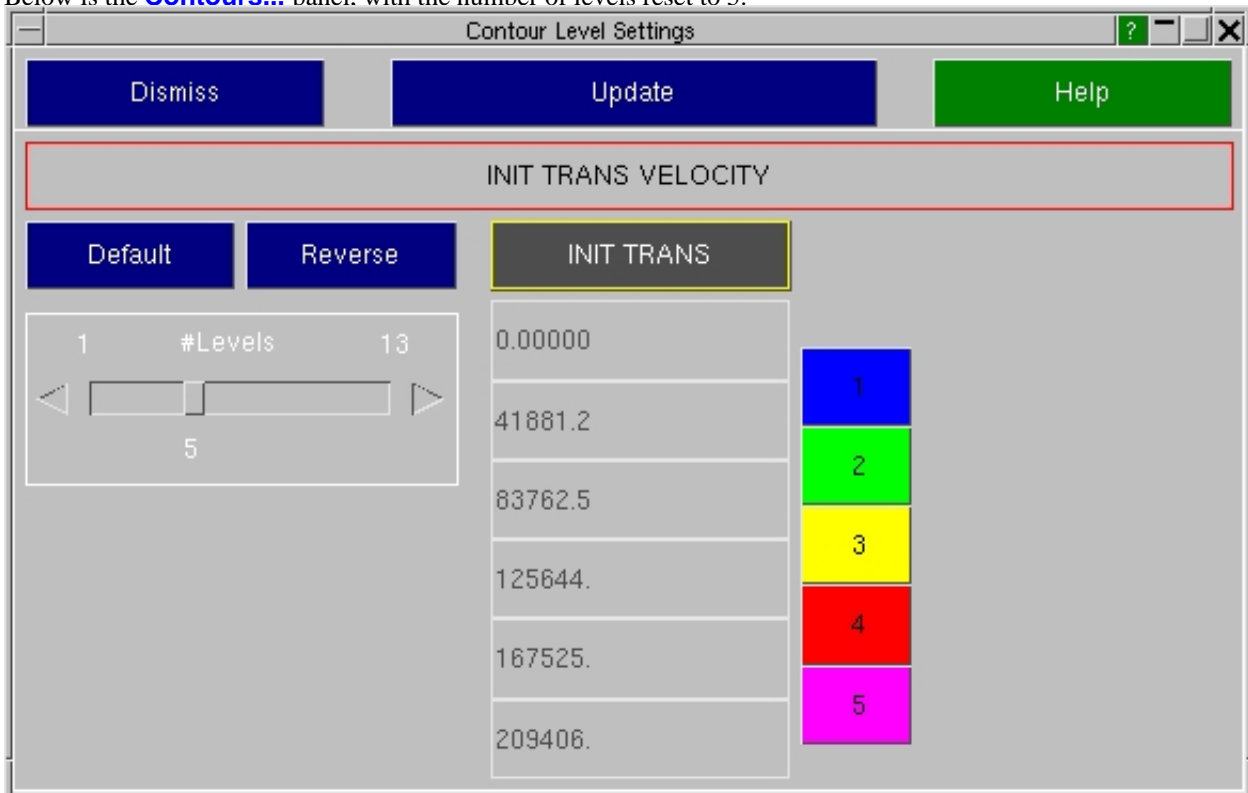 Below is the Contours... panel, with the number of levels reset to 5.
Contour Level Settings ?
Dismiss Update Help
INIT TRANS VELOCITY
Default Reverse INIT TRANS
1 #Levels 13
5
0.00000
41881.2
83762.5
125644.
167525.
209406.
1
2
3
4
5